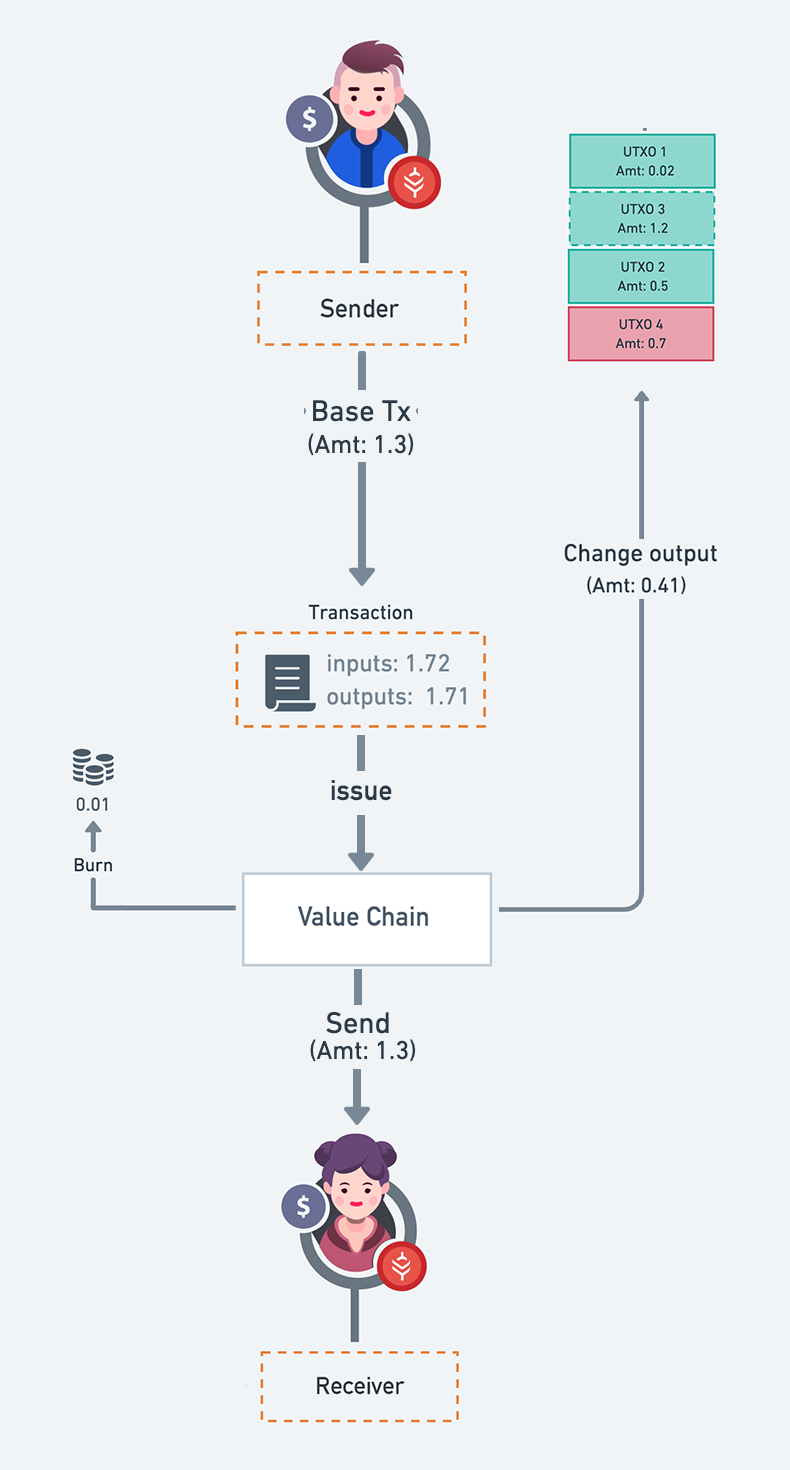 $
UTXO 1
Amt: 0.02
UTXO 3
Amt: 1.2
UTXO 2
Amt: 0.5
UTXO 4
Amt: 0.7
Sender
Base Tx
(Amt: 1.3)
Change output
(Amt: 0.41)
Transaction
inputs: 1.72
outputs: 1.71
issue
0.01
Burn
Value Chain
Send
(Amt: 1.3)
$
Receiver